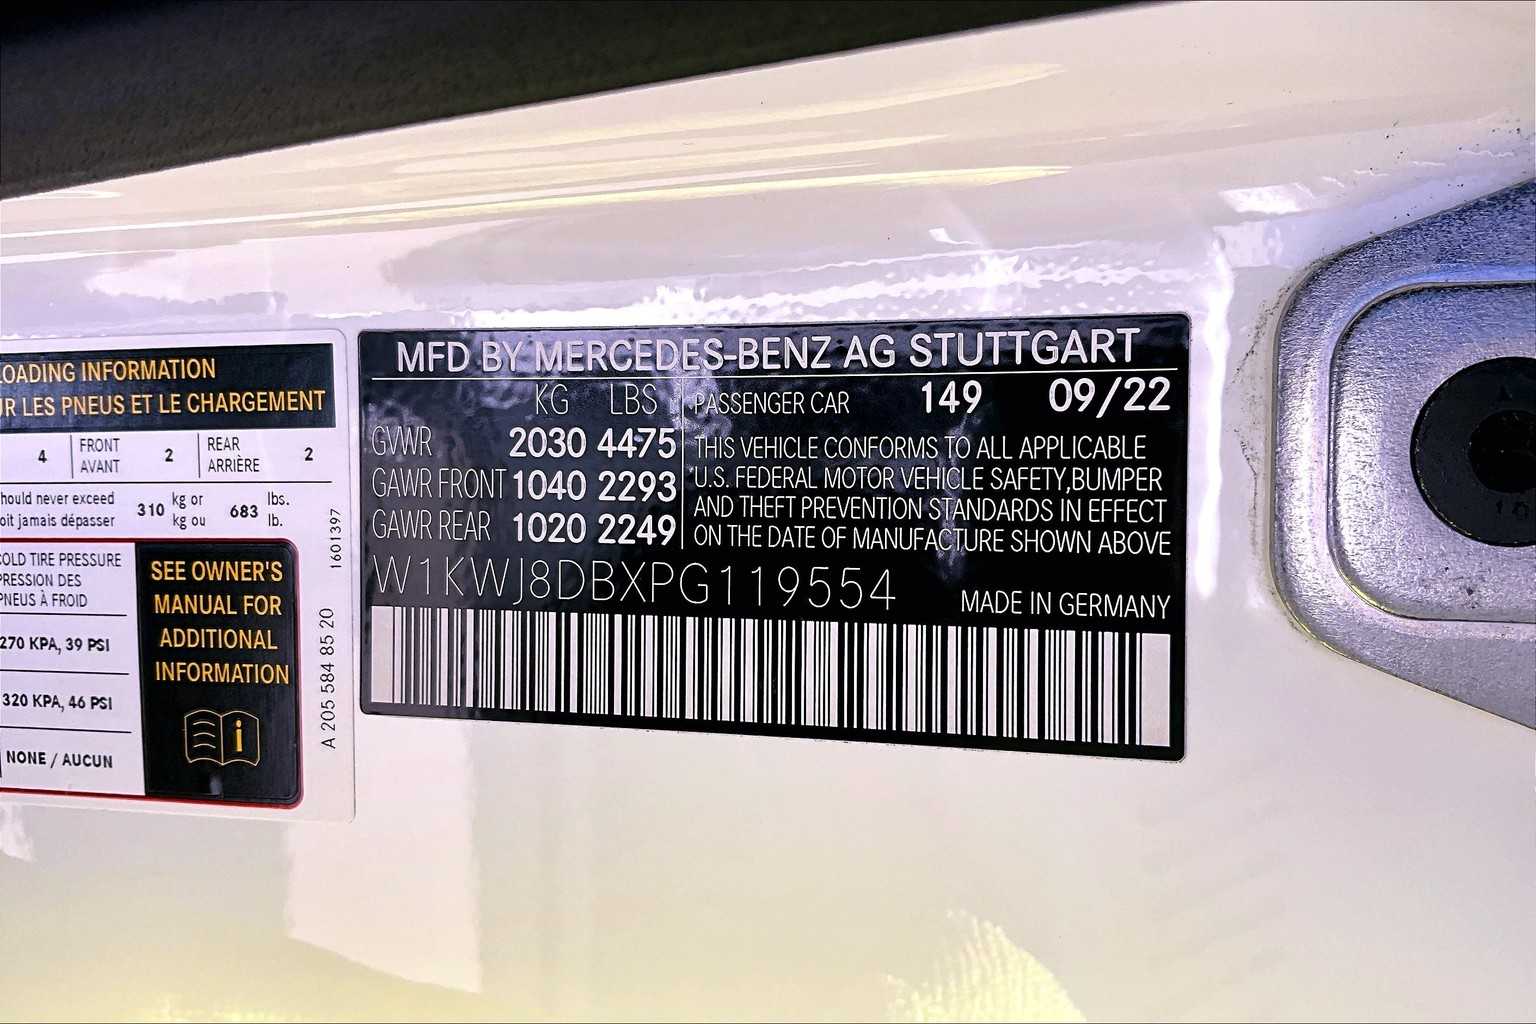 LOADING INFORMATION
UR LES PNEUS ET LE CHARGEMENT
4 FRONT AVANT 2 REAR ARRIÈRE 2
should never exceed
oit jamais dépasser
310 kg or kg ou 683 lbs. lb.
COLD TIRE PRESSURE
PRESSION DES
PNEUS À FROID
270 KPA, 39 PSI
320 KPA, 46 PSI
NONE / AUCUN
SEE OWNER'S
MANUAL FOR
ADDITIONAL
INFORMATION
1601397
A 205 584 85 20
MFD BY MERCEDES-BENZ AG STUTTGART
KG LBS
GVWR 2030 4475
GAWR FRONT 1040 2293
GAWR REAR 1020 2249
PASSENGER CAR 149 09/22
THIS VEHICLE CONFORMS TO ALL APPLICABLE
U.S. FEDERAL MOTOR VEHICLE SAFETY,BUMPER
AND THEFT PREVENTION STANDARDS IN EFFECT
ON THE DATE OF MANUFACTURE SHOWN ABOVE
W1KWJ8DBXPG119554
MADE IN GERMANY